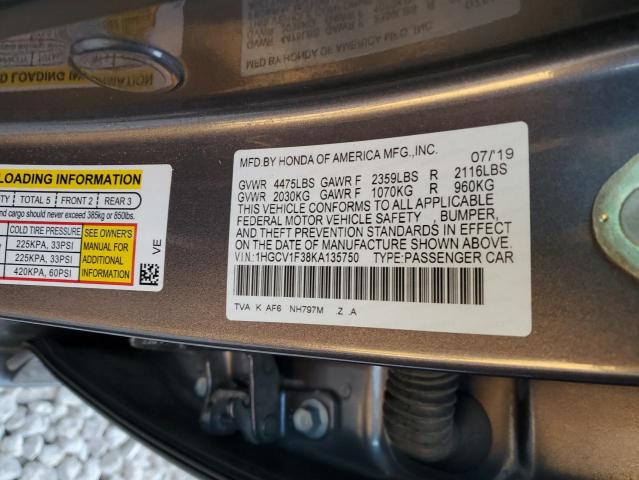 MFD.BY HONDA OF AMERICA MFG.,INC. 07/'19
GVWR 4475LBS GAWR F 2359LBS R 2116LBS
GVWR 2030KG GAWR F 1070KG R 960KG
THIS VEHICLE CONFORMS TO ALL APPLICABLE
FEDERAL MOTOR VEHICLE SAFETY , BUMPER,
AND THEFT PREVENTION STANDARDS IN EFFECT
ON THE DATE OF MANUFACTURE SHOWN ABOVE.
V.I.N:1HGCV1F38KA135750 TYPE:PASSENGER CAR
TVA K AF6 NH797M .Z .A
LOADING INFORMATION
TOTAL 5 FRONT 2 REAR 3
and cargo should never exceed 385kg or 850lbs.
COLD TIRE PRESSURE
225KPA, 33PSI
225KPA, 33PSI
420KPA, 60PSI
SEE OWNER'S
MANUAL FOR
ADDITIONAL
INFORMATION
VE